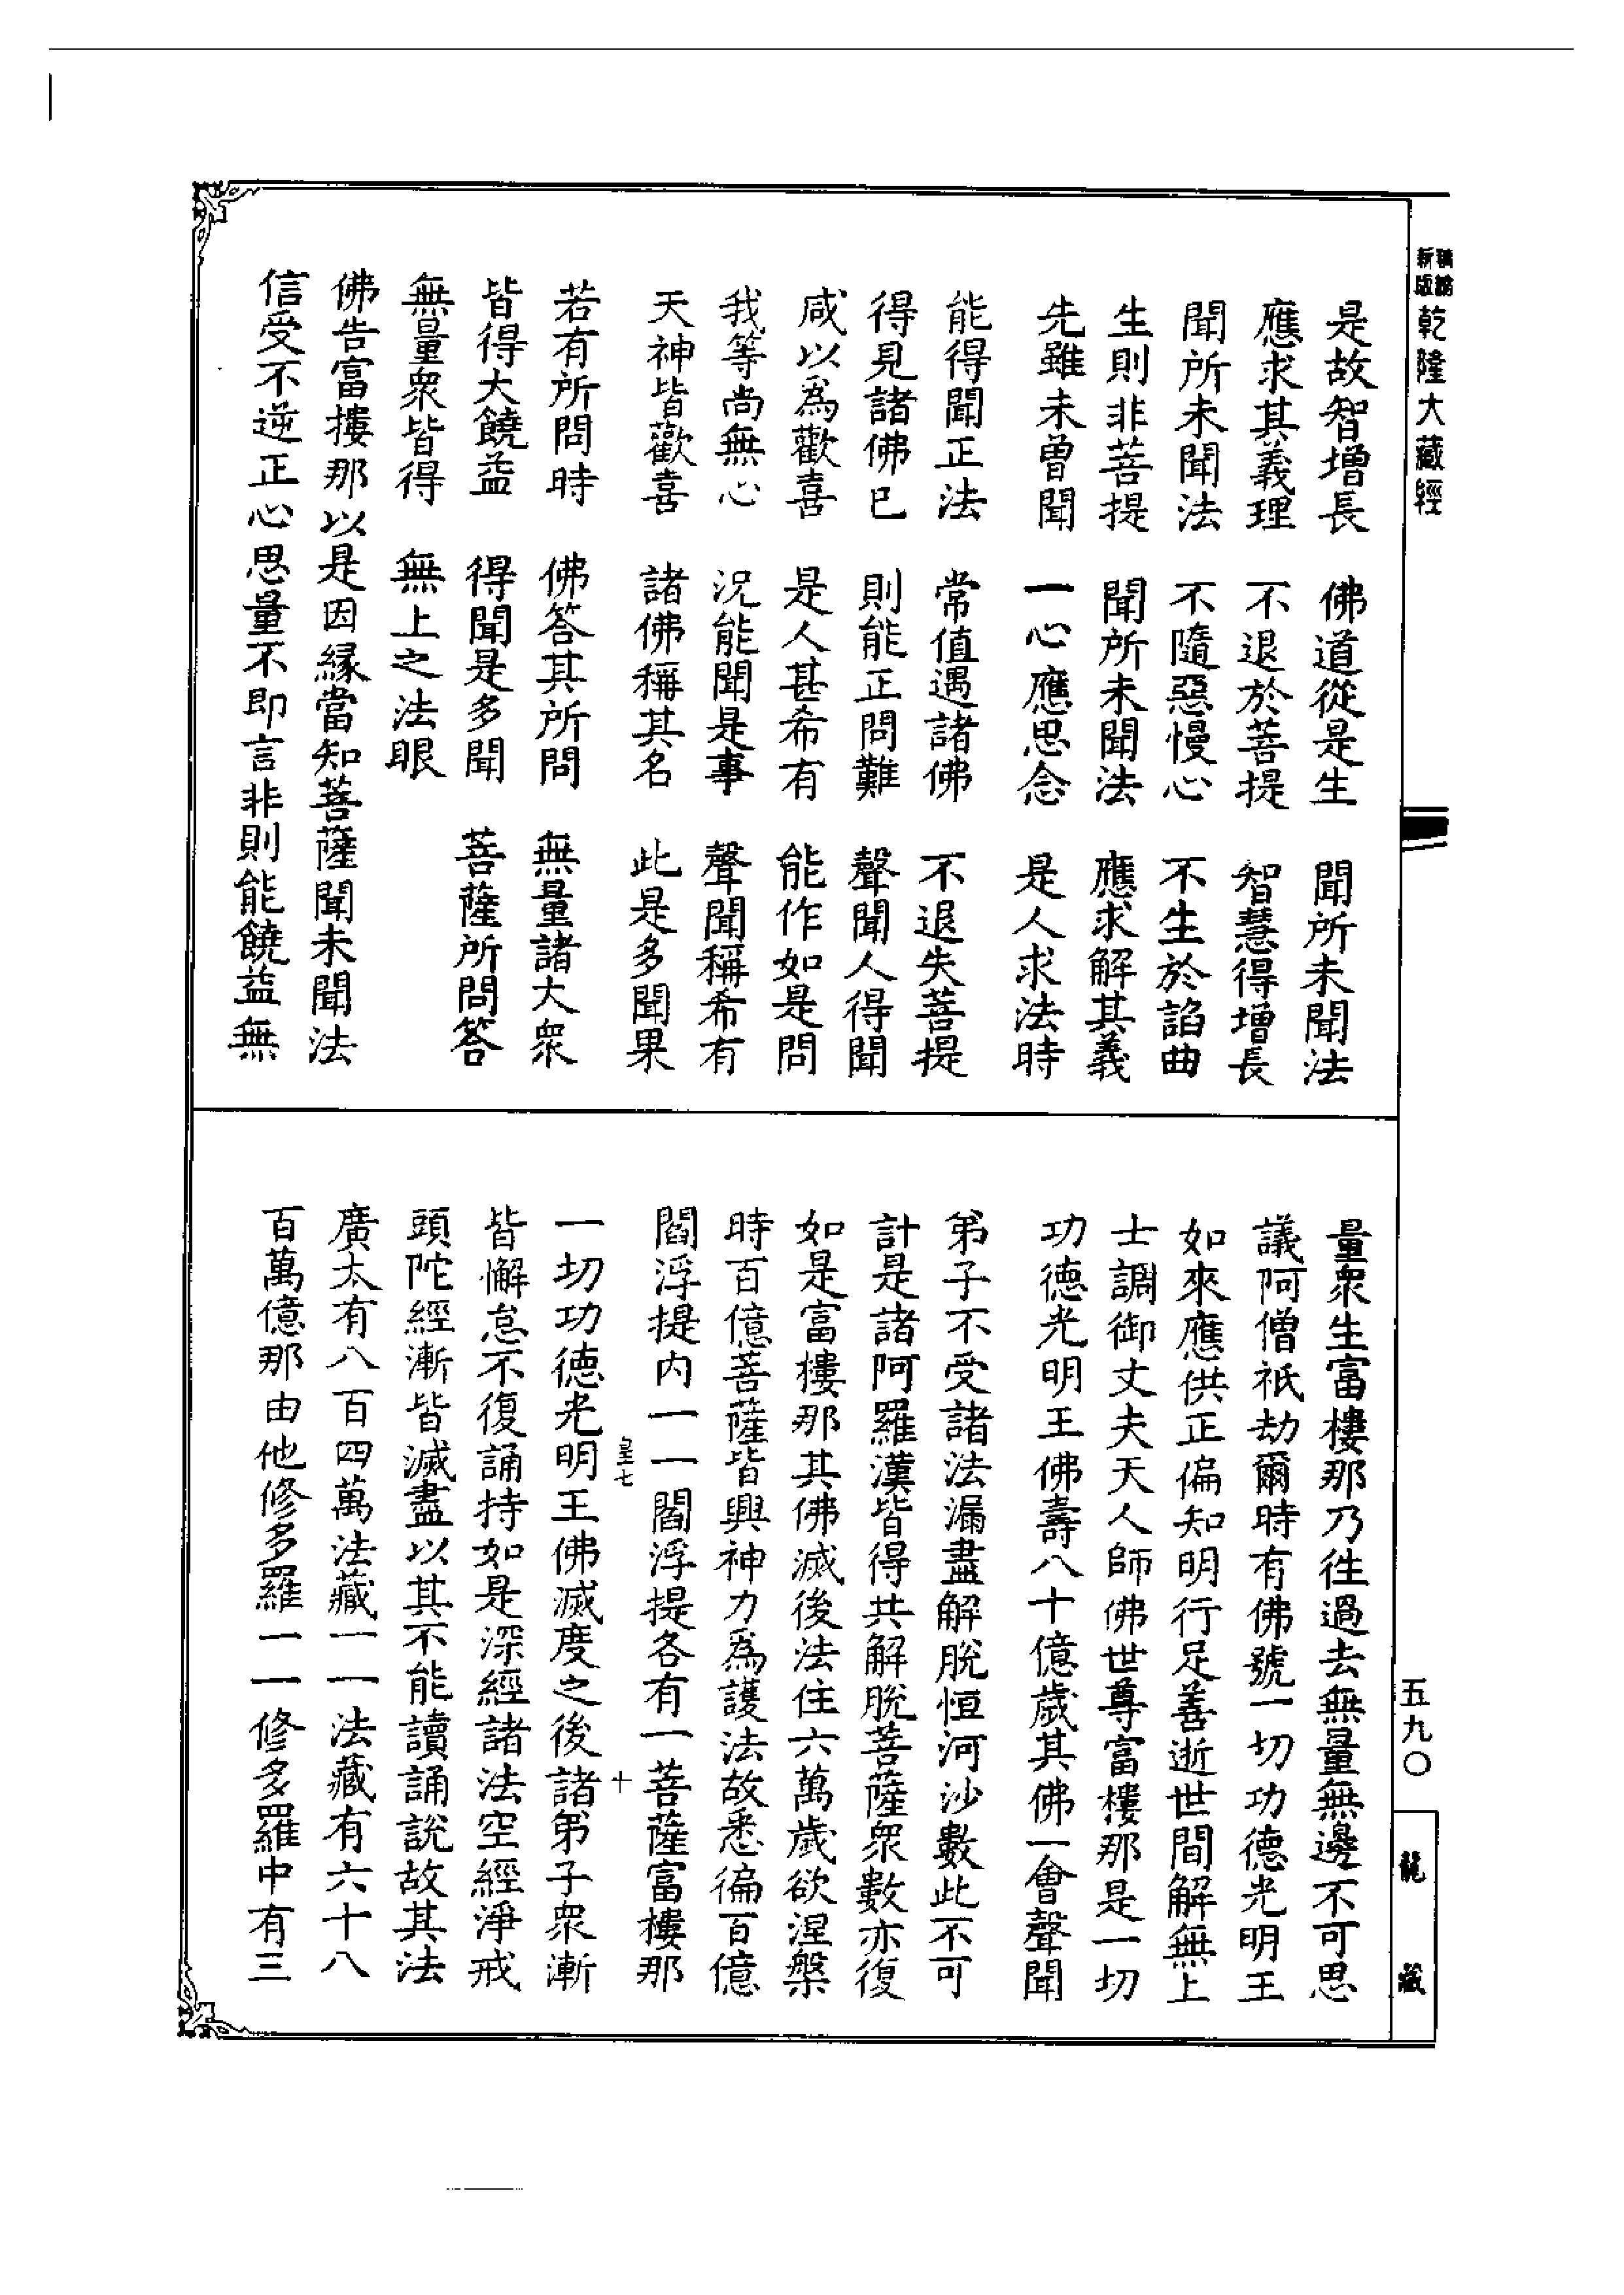 新版
精縮
乾隆大藏經
是故智增長　佛道從是生　聞所未聞法
應求其義理　不退於菩提　智慧得增長
聞所未聞法　不隨惡慢心　不生於諂曲
生則非菩提　聞所未聞法　應求解其義
先雖未曾聞　一心應思念　是人求法時
能得聞正法　常值遇諸佛　不退失菩提
得見諸佛已　則能正問難　聲聞人得聞
咸以為歡喜　是人甚希有　能作如是問
我等尚無心　況能聞是事　聲聞稱希有
天神皆歡喜　諸佛稱其名　此是多聞果
若有所問時　佛答其所問　無量諸大衆
皆得大饒益　得聞是多聞　菩薩所問答
無量衆皆得　無上之法眼
佛告富樓那以是因緣當知菩薩聞未聞法
信受不逆正心思量不即言非則能饒益無
量衆生富樓那乃往過去無量無邊不可思
議阿僧祇劫爾時有佛號一切功德光明王
如來應供正徧知明行足善逝世間解無上
士調御丈夫天人師佛世尊富樓那是一切
功德光明王佛壽八十億歲其佛一會聲聞
弟子不受諸法漏盡解脫恒河沙數此不可
計是諸阿羅漢皆得共解脫菩薩衆數亦復
如是富樓那其佛滅後法住六萬歲欲涅槃
時百億菩薩皆興神力為護法故悉徧百億
閻浮提內一一閻浮提各有一菩薩富樓那
皇七　十
一切功德光明王佛滅度之後諸弟子衆漸
皆懈怠不復誦持如是深經諸法空經淨戒
頭陀經漸皆滅盡以其不能讀誦說故其法
廣太有八百四萬法藏一一法藏有六十八
百萬億那由他修多羅一一修多羅中有三
五九〇
龍藏